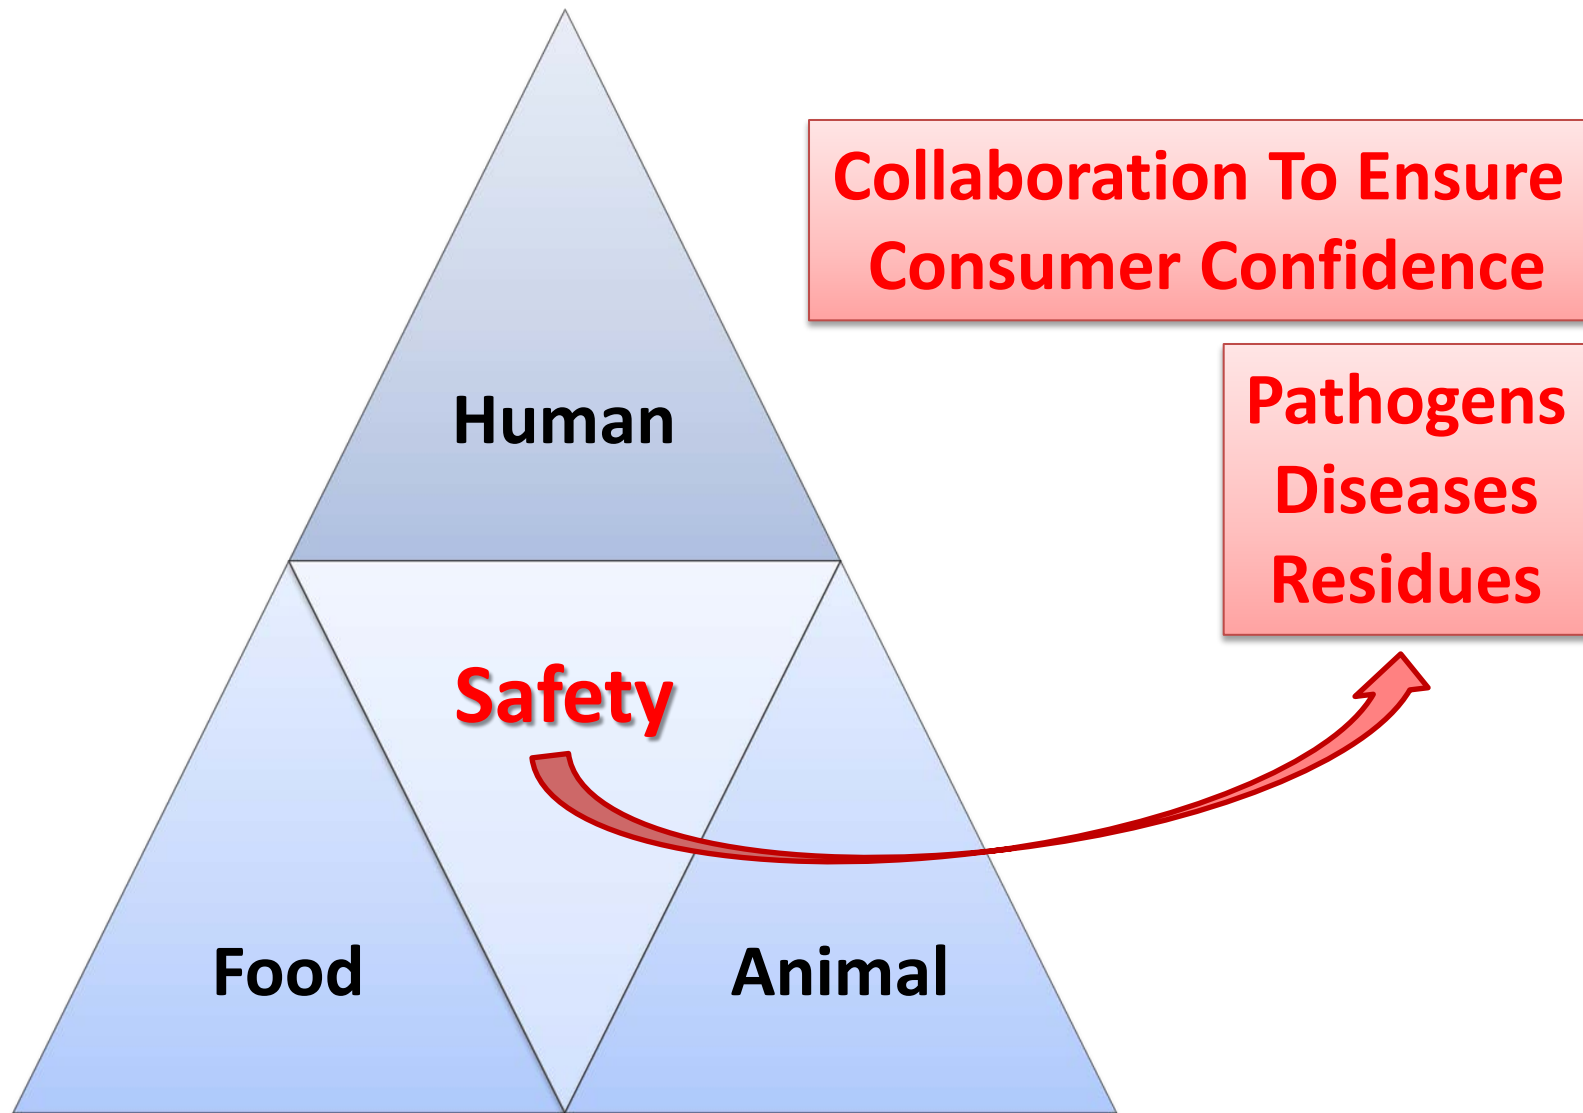 Collaboration To Ensure
Consumer Confidence
Pathogens
Diseases
Residues
Human
Safety
Food
Animal